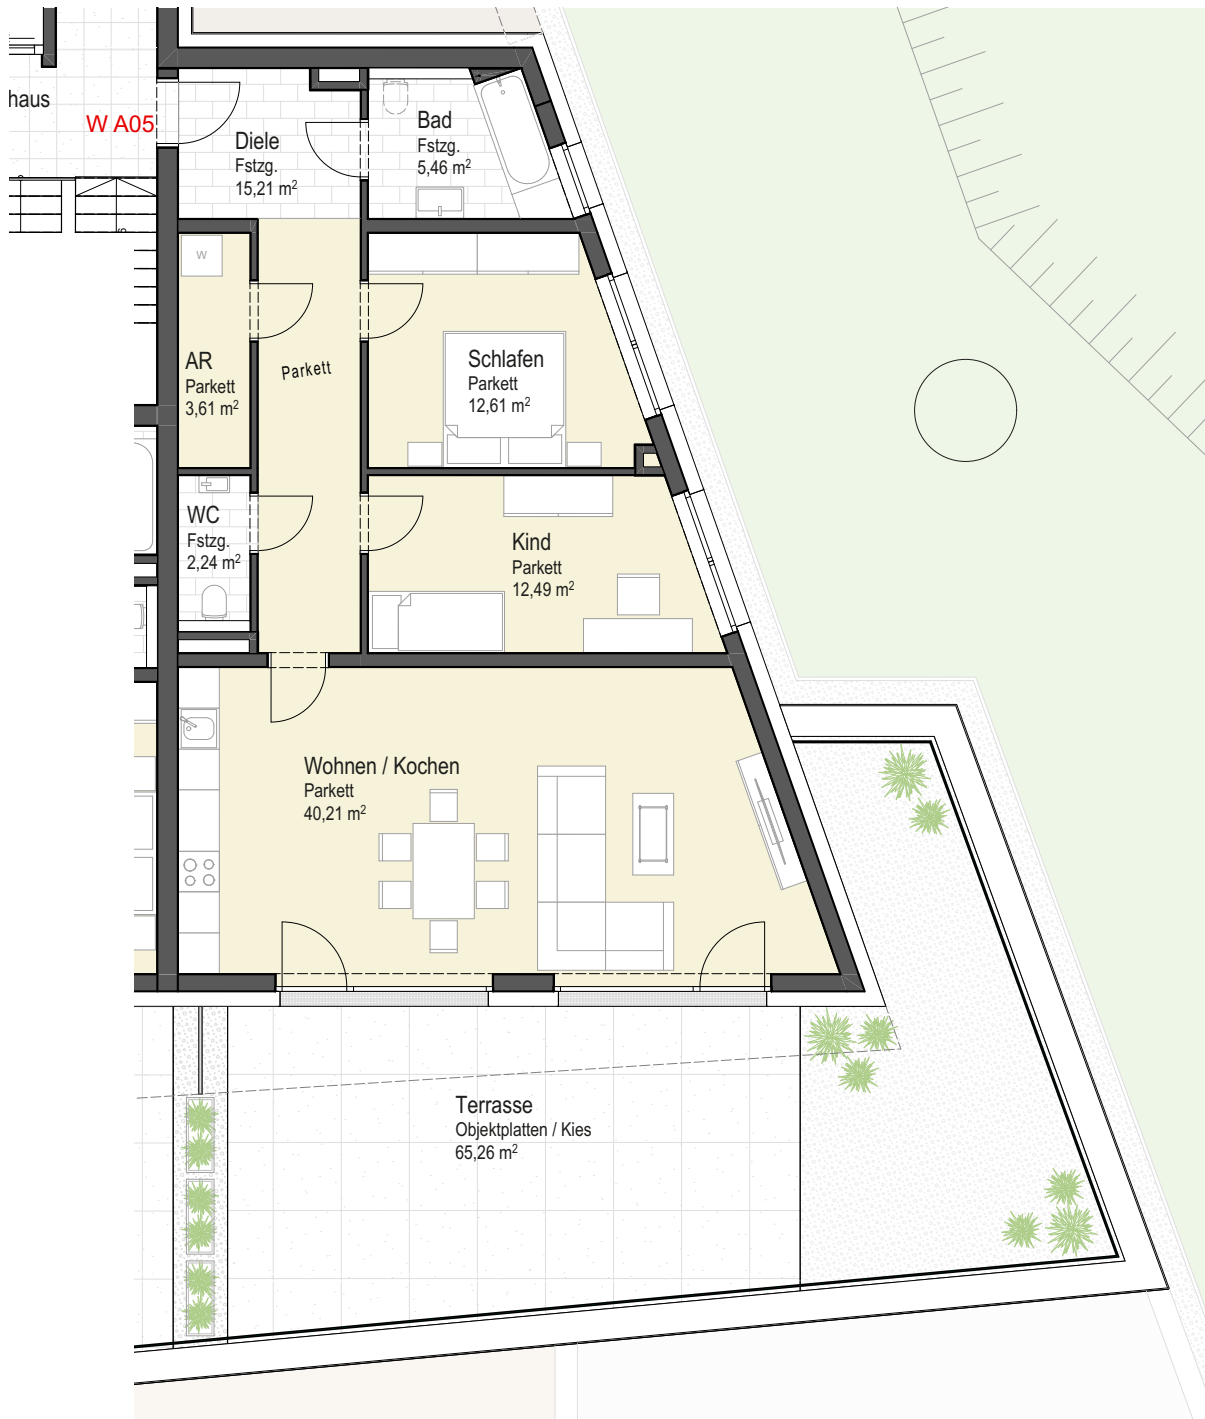 haus
W A05
Diele
Fstzg.
15,21 m²
Bad
Fstzg.
5,46 m²
W
AR
Parkett
3,61 m²
Parkett
Schlafen
Parkett
12,61 m²
WC
Fstzg.
2,24 m²
Kind
Parkett
12,49 m²
Wohnen / Kochen
Parkett
40,21 m²
Terrasse
Objektplatten / Kies
65,26 m²